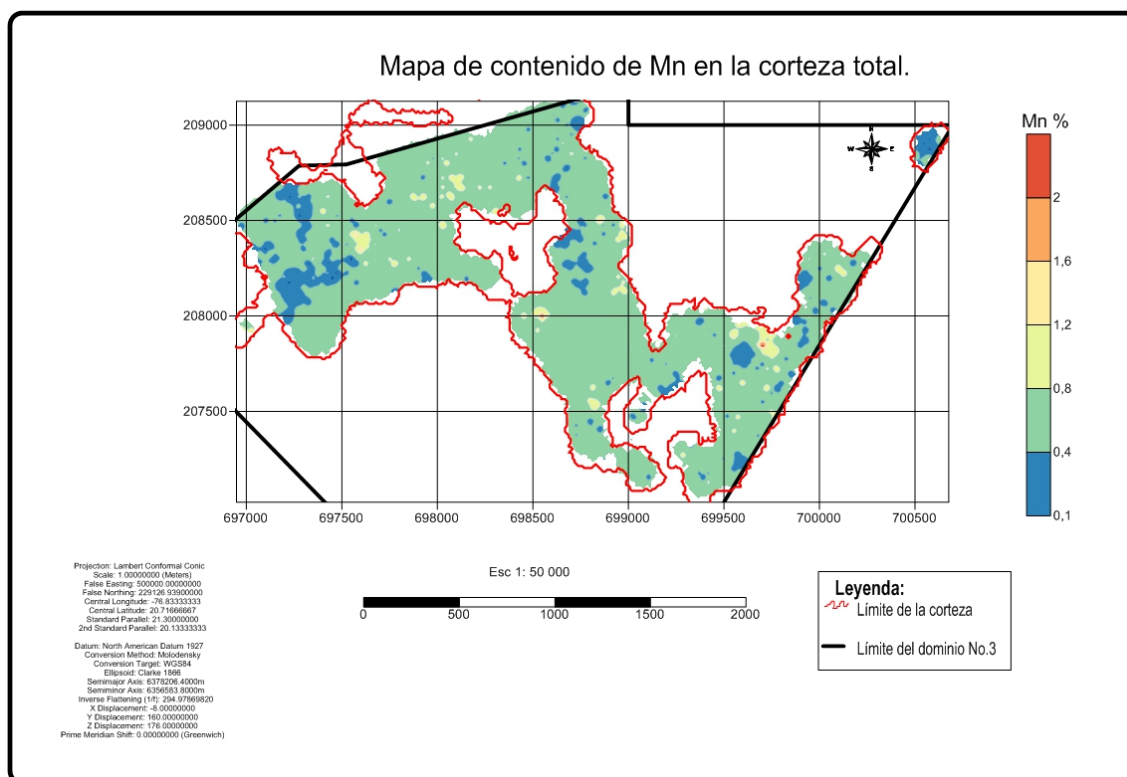 Mapa de contenido de Mn en la corteza total.
Mn %
209000
208500
208000
207500
697000 697500 698000 698500 699000 699500 700000 700500
N
W E
S
2
1,6
1,2
0,8
0,4
0,1
Projection: Lambert Conformal Conic
Scale: 1.00000000 (Meters)
False Easting: 500000.00000000
False Northing: 229126.93900000
Central Longitude: -76.83333333
Central Latitude: 20.71666667
Standard Parallel: 21.30000000
2nd Standard Parallel: 20.13333333
Datum: North American Datum 1927
Conversion Method: Molodensky
Conversion Target: WGS84
Ellipsoid: Clarke 1866
Semimajor Axis: 6378206.4000m
Semiminor Axis: 6356583.8000m
Inverse Flattening (1/f): 294.97869820
X Displacement: -8.00000000
Y Displacement: 160.00000000
Z Displacement: 176.00000000
Prime Meridian Shift: 0.00000000 (Greenwich)
Esc 1: 50 000
0 500 1000 1500 2000
Leyenda:
Límite de la corteza
Límite del dominio No.3